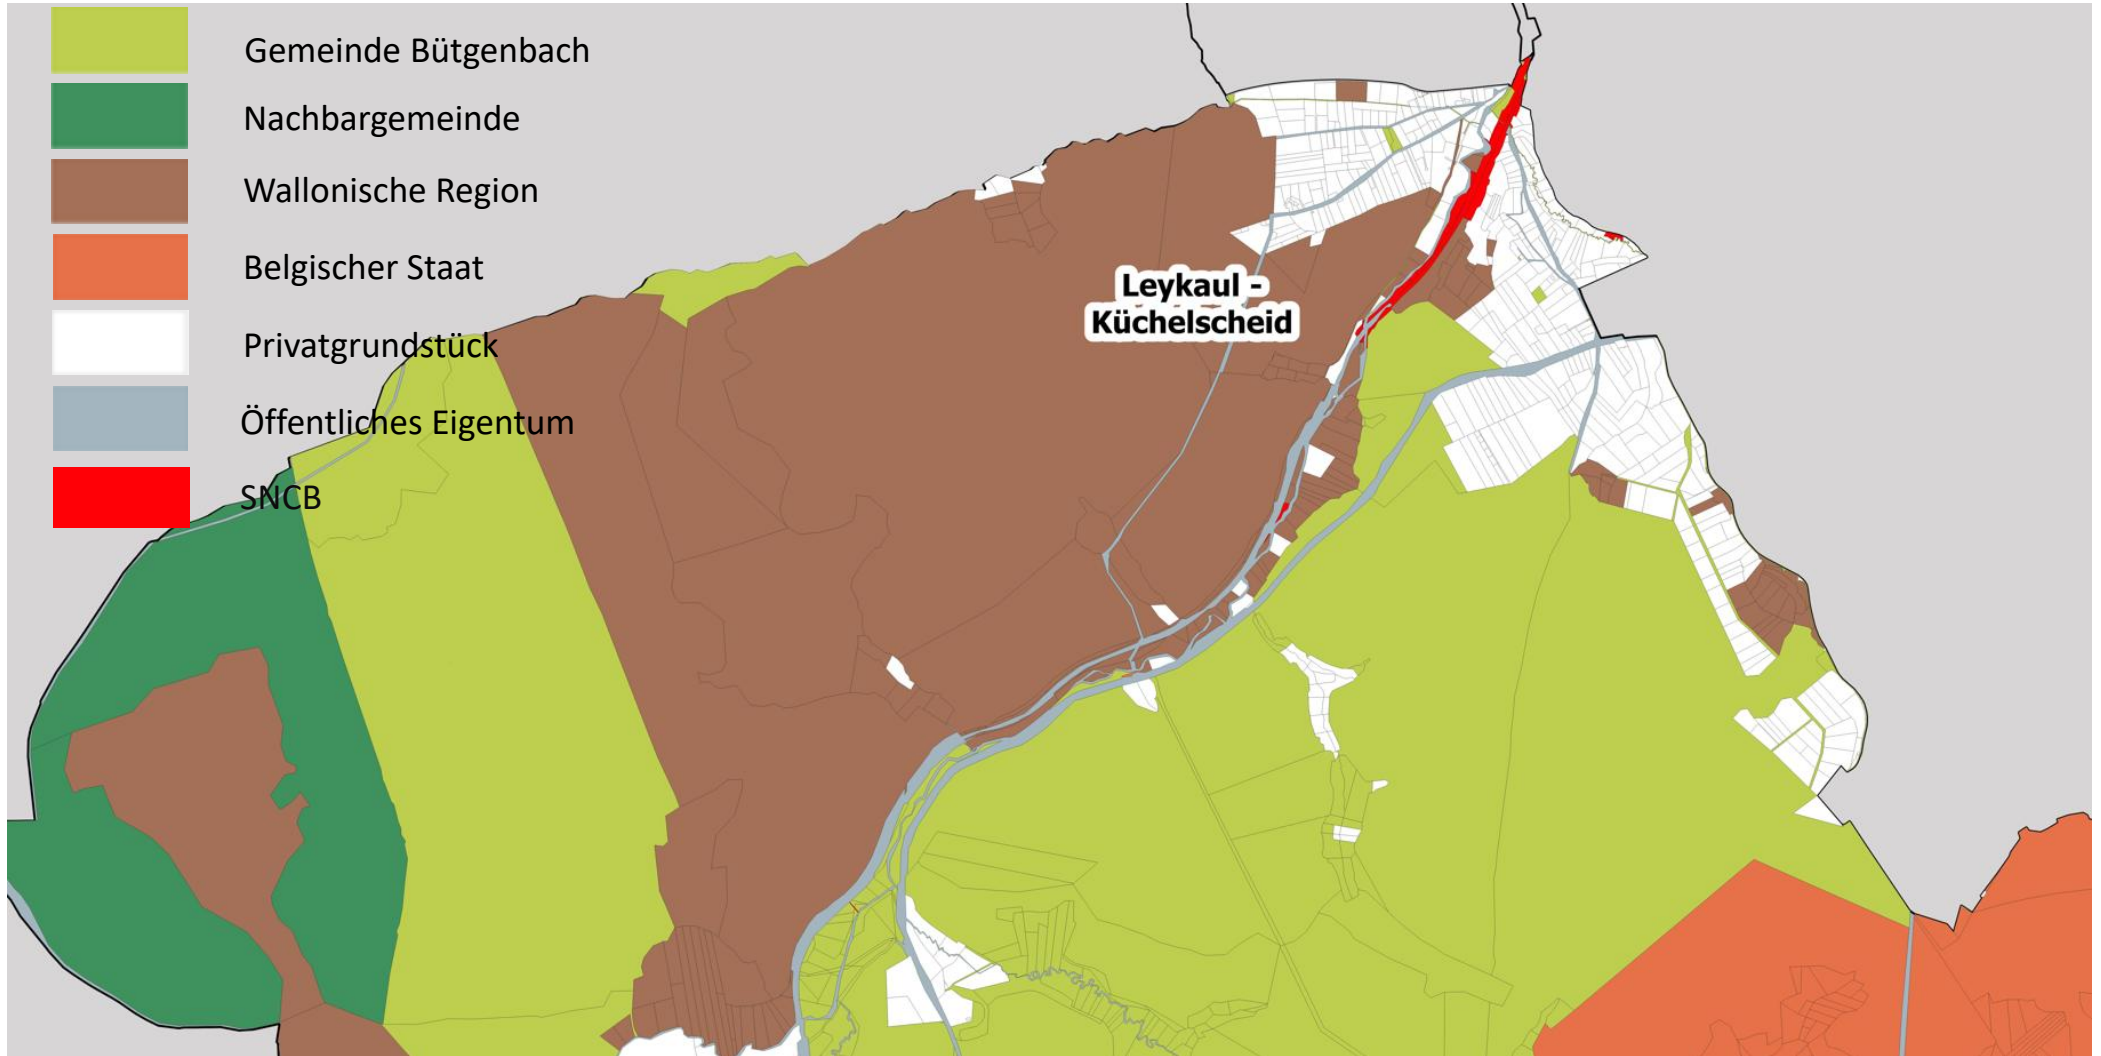 Gemeinde Bütgenbach
Nachbargemeinde
Wallonische Region
Belgischer Staat
Privatgrundstück
Öffentliches Eigentum
SNCB
Leykaul -
Küchelscheid